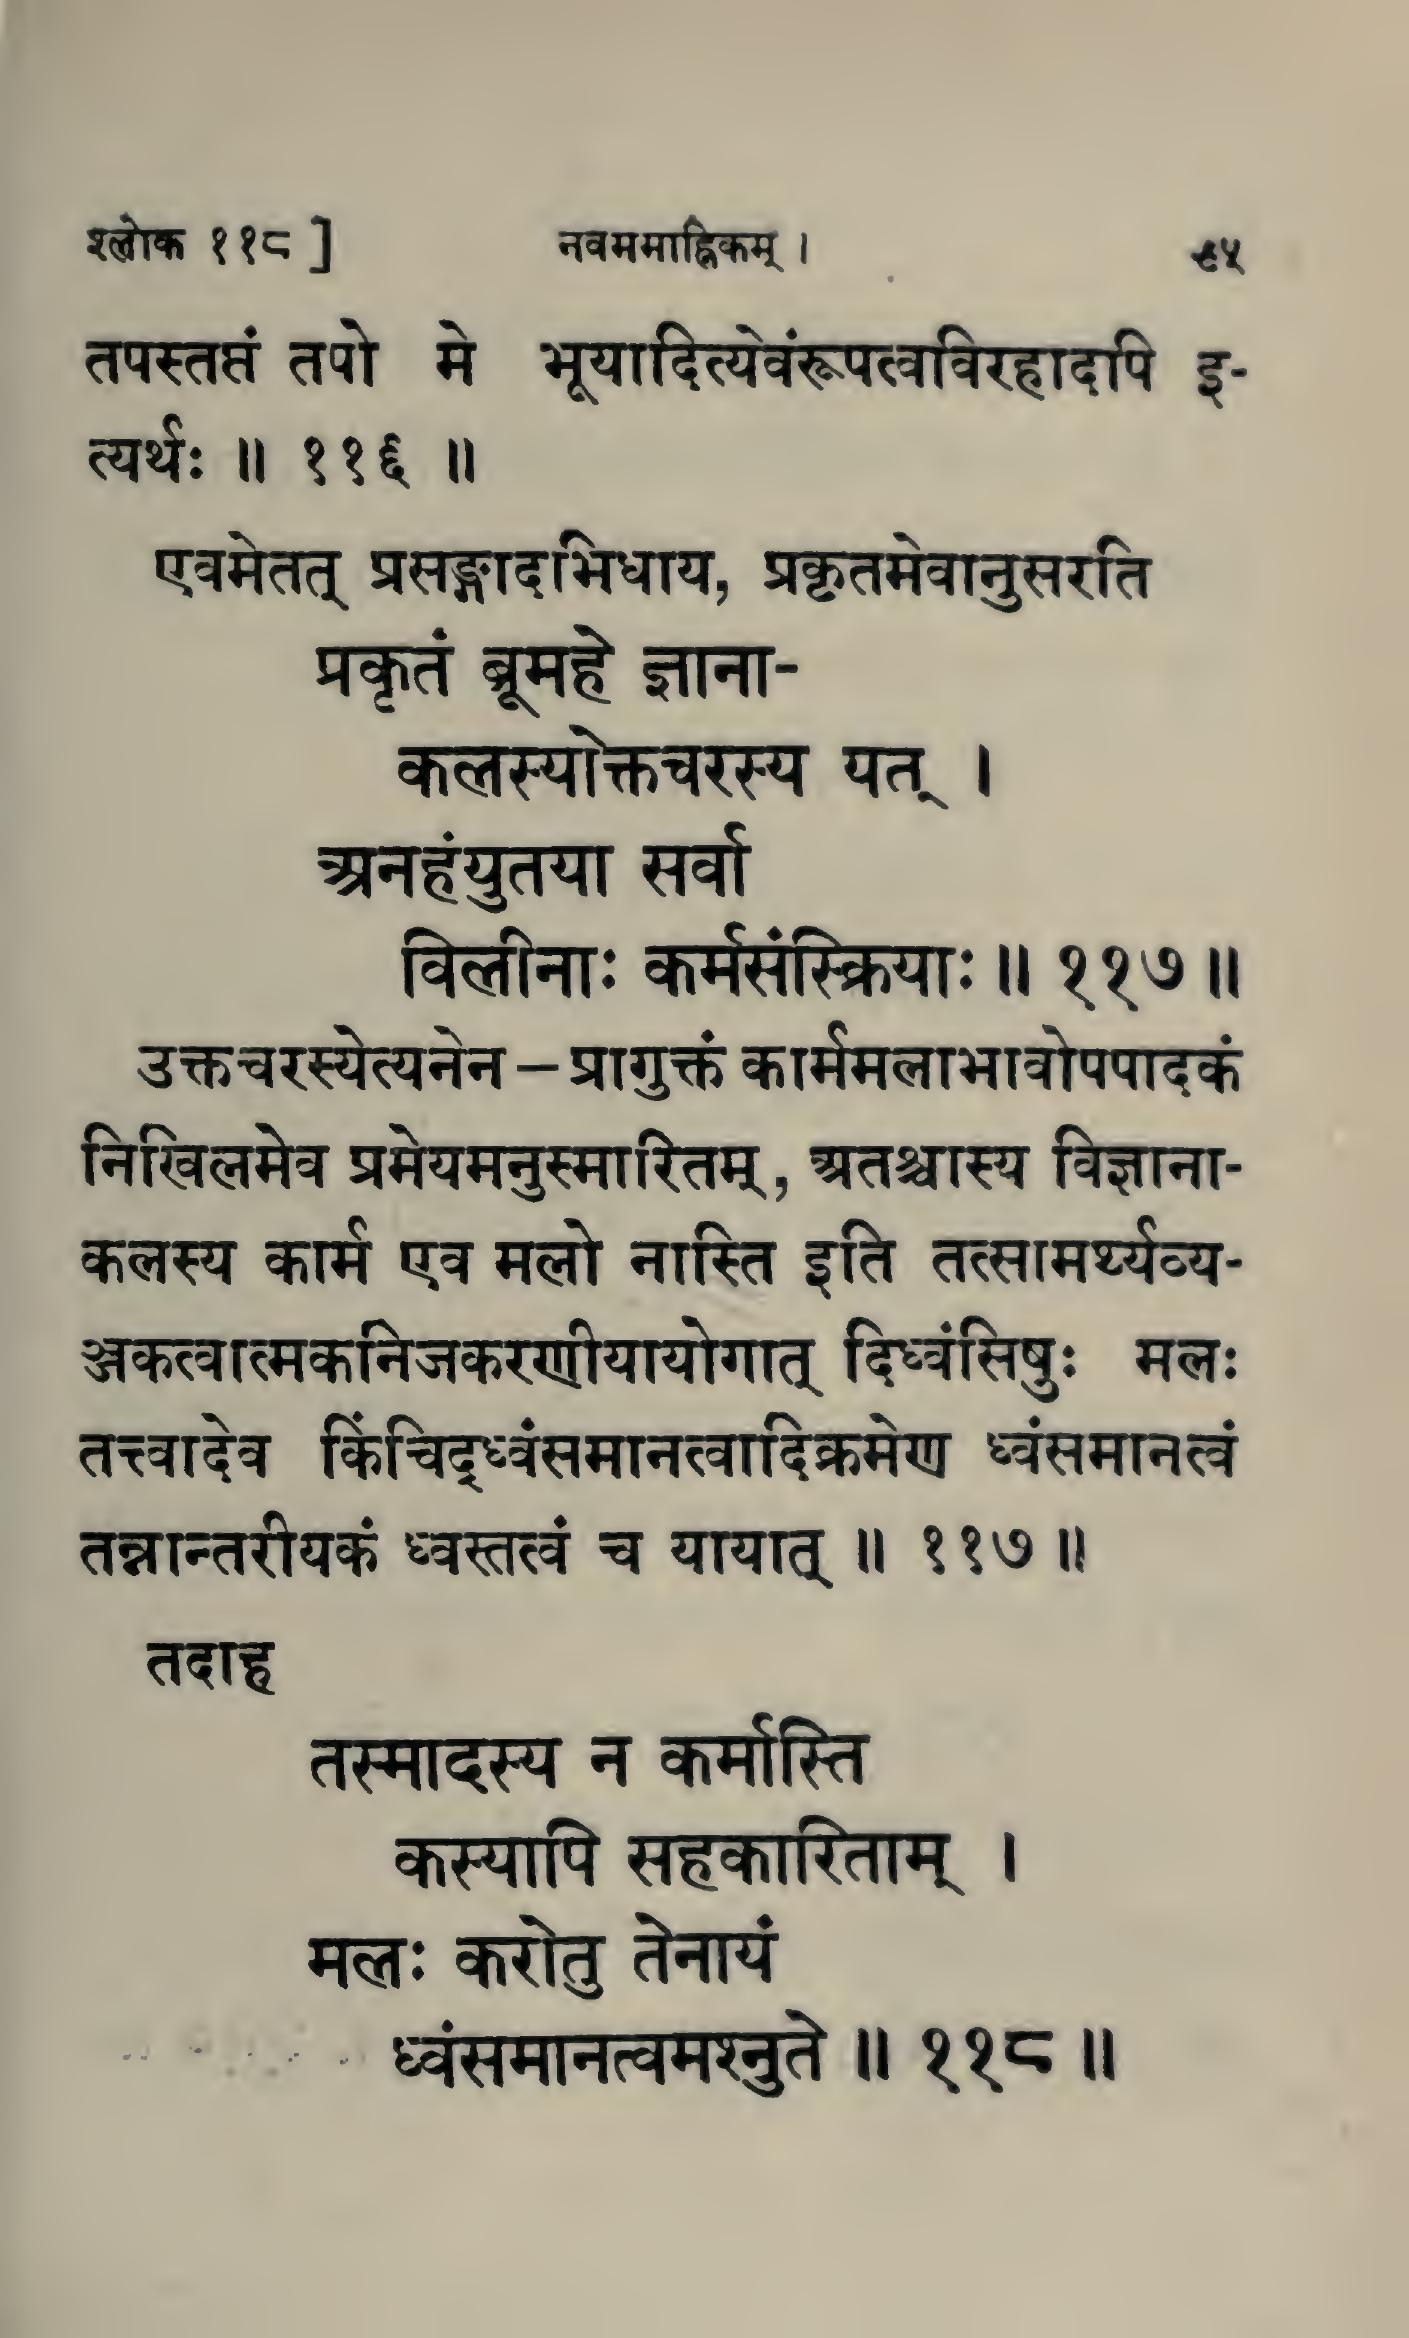 श्लोक ११८ ] नवममाह्निकम् । ९५
तपस्तप्तं तपो मे भूयादित्येवंरूपत्वविरहादपि इ-
त्यर्थः ॥ ११६ ॥
एवमेतत् प्रसङ्गादभिधाय, प्रकृतमेवानुसरति
प्रकृतं ब्रूमहे ज्ञाना-
कलस्योक्तचरस्य यत् ।
अनहंयुतया सर्वा
विलीनाः कर्मसंस्क्रियाः ॥ ११७ ॥
उक्तचरस्येत्यनेन – प्रागुक्तं कार्ममलाभावोपपादकं
निखिलमेव प्रमेयमनुस्मारितम्, अतश्चास्य विज्ञाना-
कलस्य कार्म एव मलो नास्ति इति तत्सामर्थ्यव्य-
ञ्जकत्वात्मकनिजकरणीयायोगात् दिध्वंसिषुः मलः
तत्त्वादेव किंचिद्ध्वंसमानत्वादिक्रमेण ध्वंसमानत्वं
तन्नान्तरीयकं ध्वस्तत्वं च यायात् ॥ ११७ ॥
तदाह
तस्मादस्य न कर्मास्ति
कस्यापि सहकारिताम् ।
मलः करोतु तेनायं
ध्वंसमानत्वमश्नुते ॥ ११८ ॥